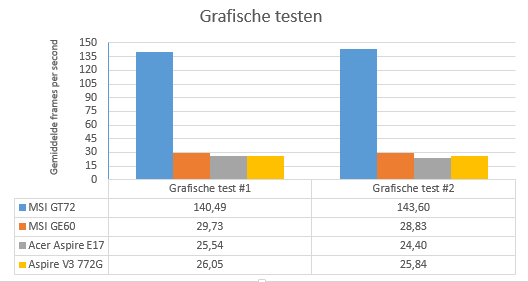 Grafische testen
Gemiddelde frames per second
150
135
120
105
90
75
60
45
30
15
0
Grafische test #1 Grafische test #2
MSI GT72 140,49 143,60
MSI GE60 29,73 28,83
Acer Aspire E17 25,54 24,40
Aspire V3 772G 26,05 25,84